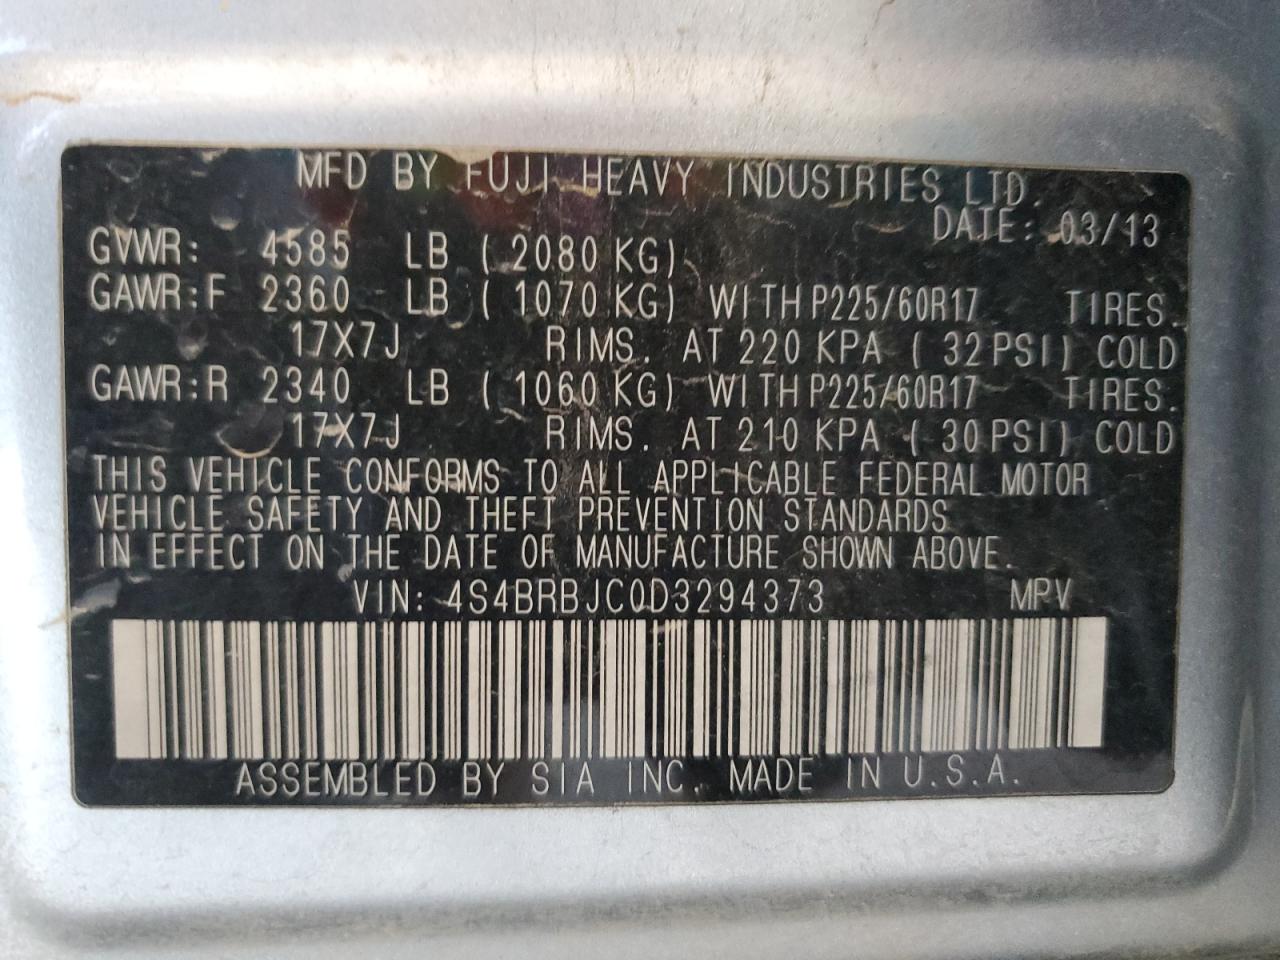 MFD BY FUJI HEAVY INDUSTRIES LTD.
DATE: 03/13
GVWR: 4585 LB ( 2080 KG)
GAWR:F 2360 LB ( 1070 KG) WITH P225/60R17 TIRES.
17X7J RIMS. AT 220 KPA ( 32 PSI) COLD
GAWR:R 2340 LB ( 1060 KG) WITH P225/60R17 TIRES.
17X7J RIMS. AT 210 KPA ( 30 PSI) COLD
THIS VEHICLE CONFORMS TO ALL APPLICABLE FEDERAL MOTOR
VEHICLE SAFETY AND THEFT PREVENTION STANDARDS
IN EFFECT ON THE DATE OF MANUFACTURE SHOWN ABOVE.
VIN: 4S4BRBJC0D3294373 MPV
ASSEMBLED BY SIA INC. MADE IN U.S.A.